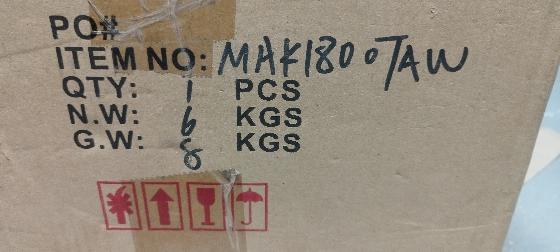 PO#
ITEM NO: MAK1800TAW
QTY: 1 PCS
N.W: 6 KGS
G.W: 8 KGS